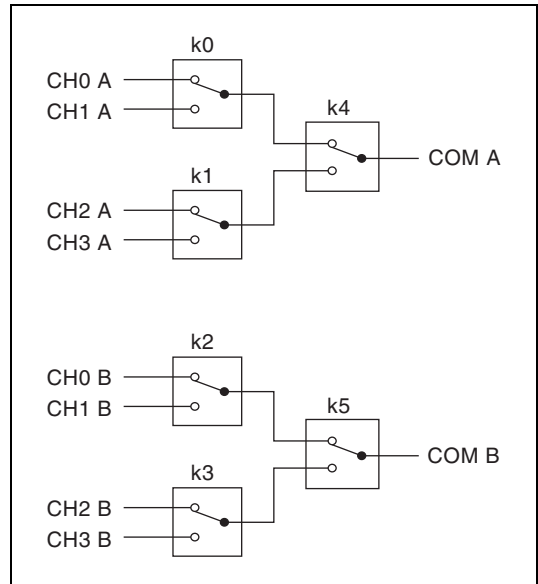 k0
CH0 A
CH1 A
k4
COM A
k1
CH2 A
CH3 A
k2
CH0 B
CH1 B
k5
COM B
k3
CH2 B
CH3 B